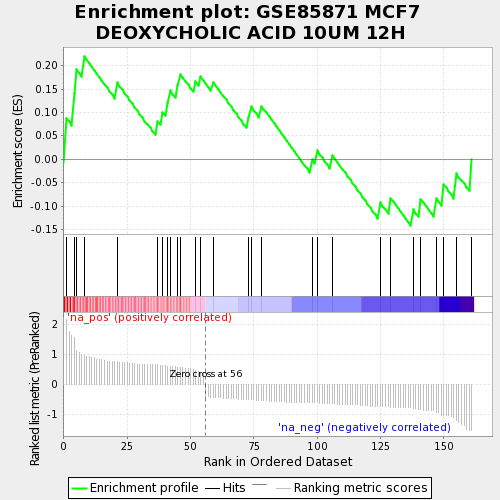 Enrichment plot: GSE85871 MCF7
DEOXYCHOLIC ACID 10UM 12H
Enrichment score (ES)
0.20
0.15
0.10
0.05
0.00
-0.05
-0.10
-0.15
'na_pos' (positively correlated)
Ranked list metric (PreRanked)
2
1
0
-1
Zero cross at 56
'na_neg' (negatively correlated)
0 25 50 75 100 125 150
Rank in Ordered Dataset
Enrichment profile Hits Ranking metric scores